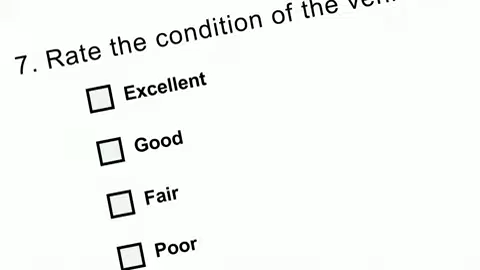 7. Rate the condition of the
Excellent
Good
Fair
Poor